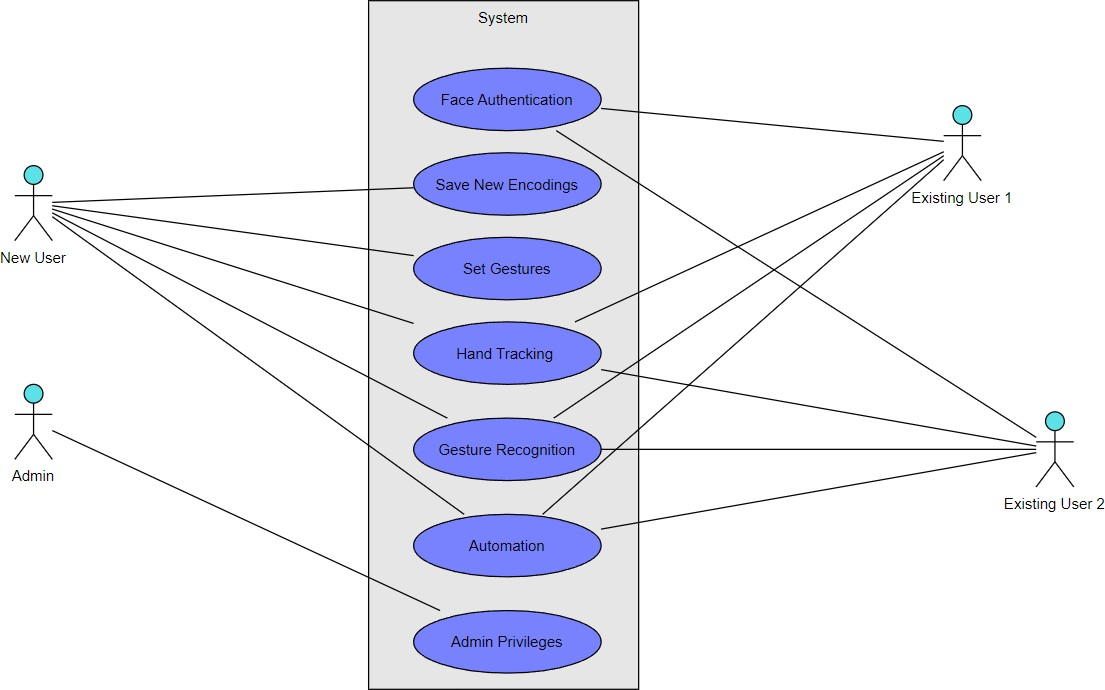 System
Face Authentication
Save New Encodings
Existing User 1
New User
Set Gestures
Hand Tracking
Gesture Recognition
Admin
Existing User 2
Automation
Admin Privileges